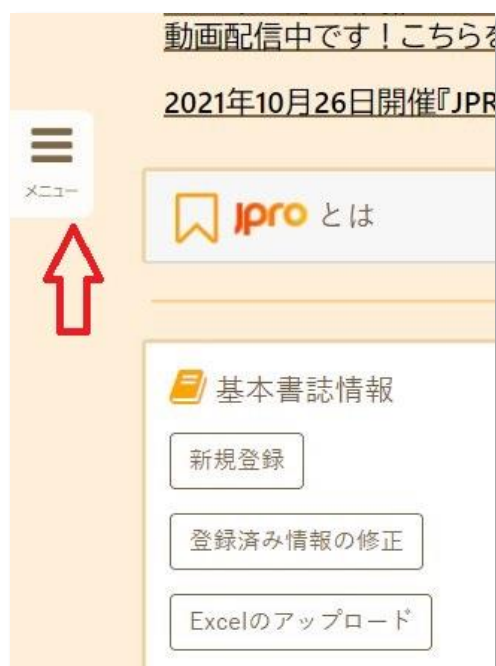 動画配信中です！こちらを
2021年10月26日開催『JPR
メニュー
Jpro とは
基本書誌情報
新規登録
登録済み情報の修正
Excelのアップロード